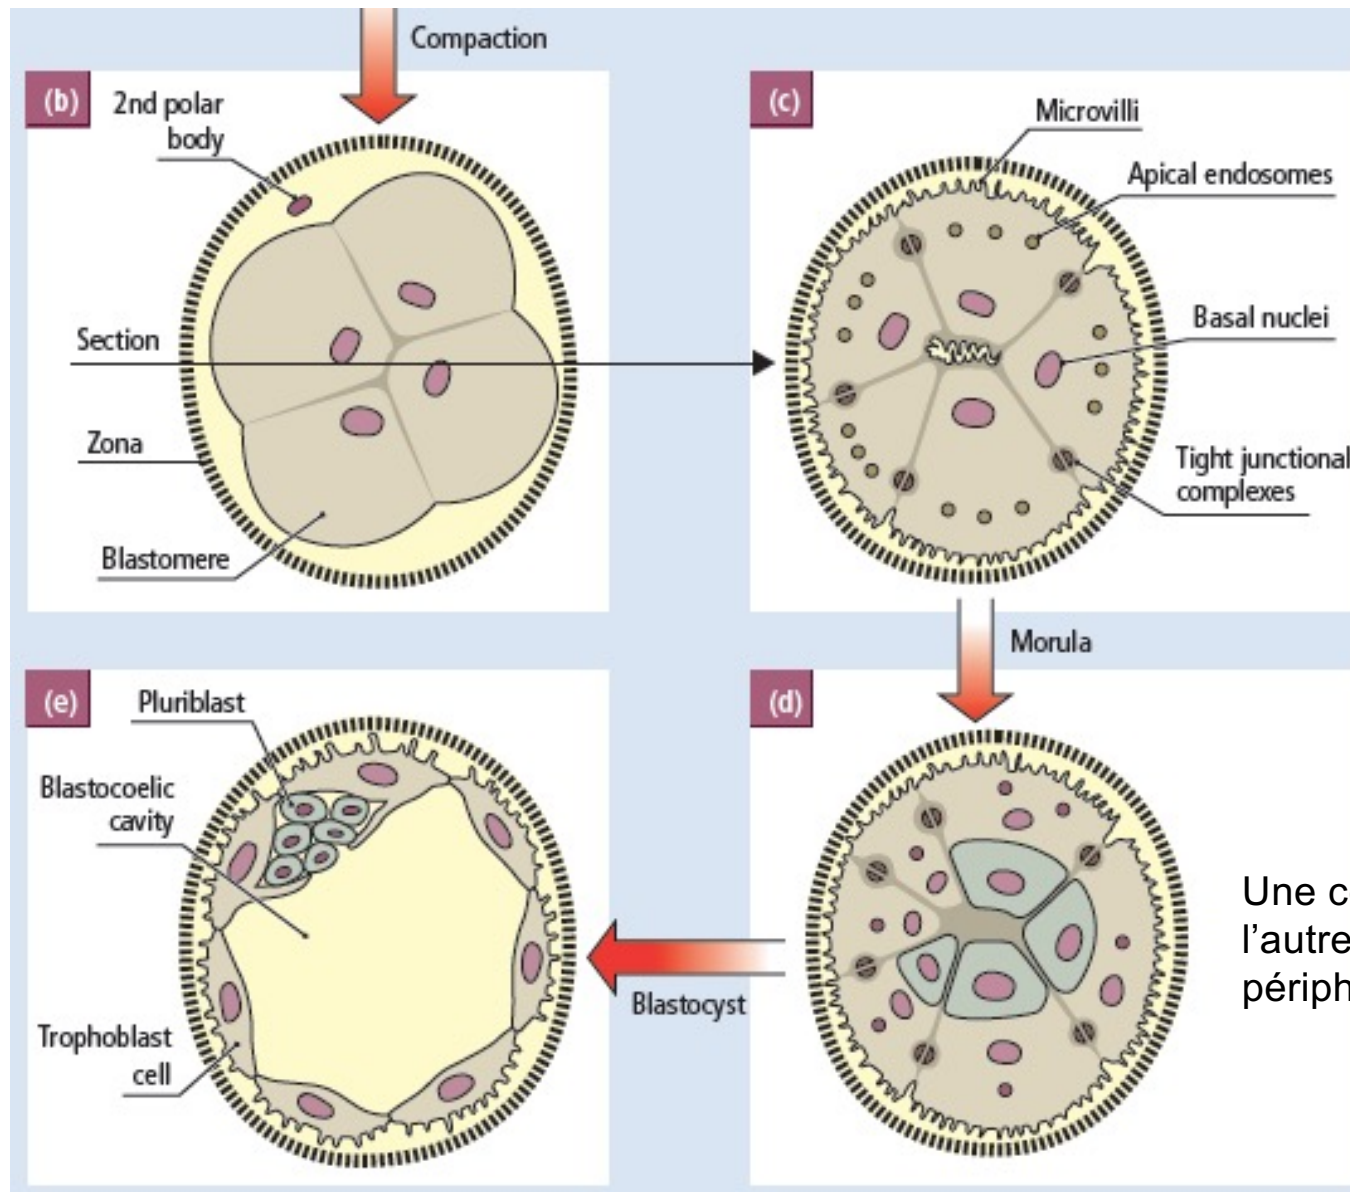 Compaction
(b)
2nd polar
body
Section
Zona
Blastomere
(c)
Microvilli
Apical endosomes
Basal nuclei
Tight junctional
complexes
Morula
(e)
Pluriblast
Blastocoelic
cavity
Trophoblast
cell
Blastocyst
(d)
Une
l’autre